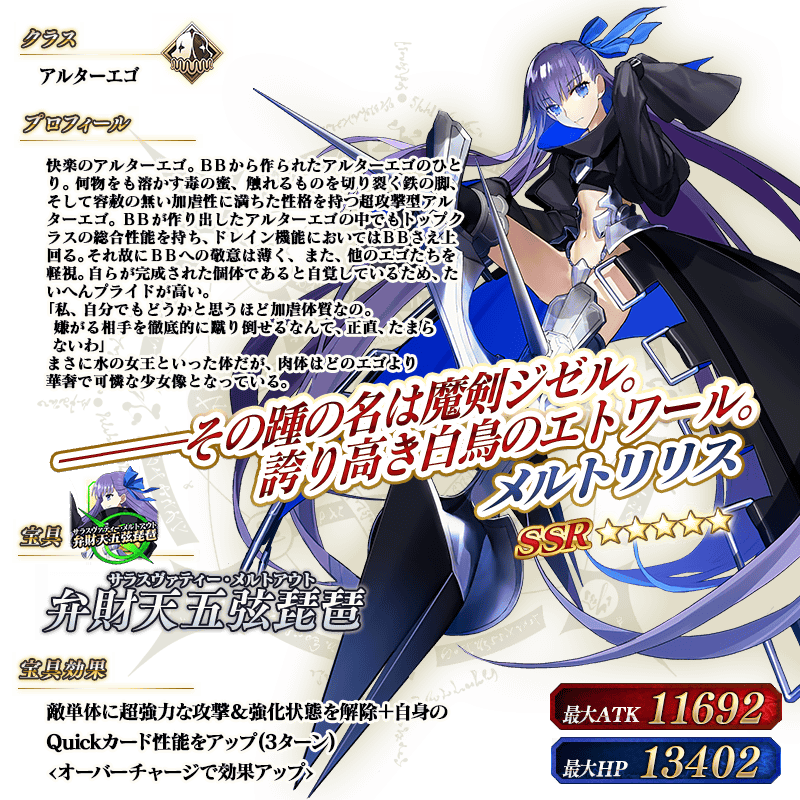 クラス
アルターエゴ
プロフィール
快楽のアルターエゴ。BBから作られたアルターエゴのひと
り。何物をも溶かす毒の蜜、触れるものを切り裂く鉄の脚、
そして容赦の無い加虐性に満ちた性格を持つ超攻撃型アル
ターエゴ。BBが作り出したアルターエゴの中でもトップク
ラスの総合性能を持ち、ドレイン機能においてはBBさえ上
回る。それ故にBBへの敬意は薄く、また、他のエゴたちを
軽視。自らが完成された個体であると自覚しているため、た
いへんプライドが高い。
「私、自分でもどうかと思うほど加虐体質なの。
嫌がる相手を徹底的に蹴り倒せるなんて、正直、たまら
ないわ」
まさに水の女王といった体だが、肉体はどのエゴより
華奢で可憐な少女像となっている。
――その踵の名は魔剣ジゼル。
誇り高き白鳥のエトワール。
メルトリリス
SSR★★★★★
宝具
サラスヴァティー・メルトアウト
弁財天五弦琵琶
サラスヴァティー・メルトアウト
弁財天五弦琵琶
宝具効果
敵単体に超強力な攻撃＆強化状態を解除＋自身の
Quickカード性能をアップ(3ターン)
<オーバーチャージで効果アップ>
最大ATK 11692
最大HP 13402